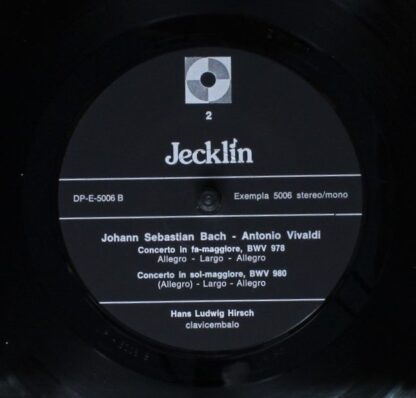 2
Jecklin
DP-E-5006 B Exempla 5006 stereo/mono
Johann Sebastian Bach - Antonio Vivaldi
Concerto in fa-maggiore, BWV 978
Allegro - Largo - Allegro
Concerto in sol-maggiore, BWV 980
(Allegro) - Largo - Allegro
Hans Ludwig Hirsch
clavicembalo